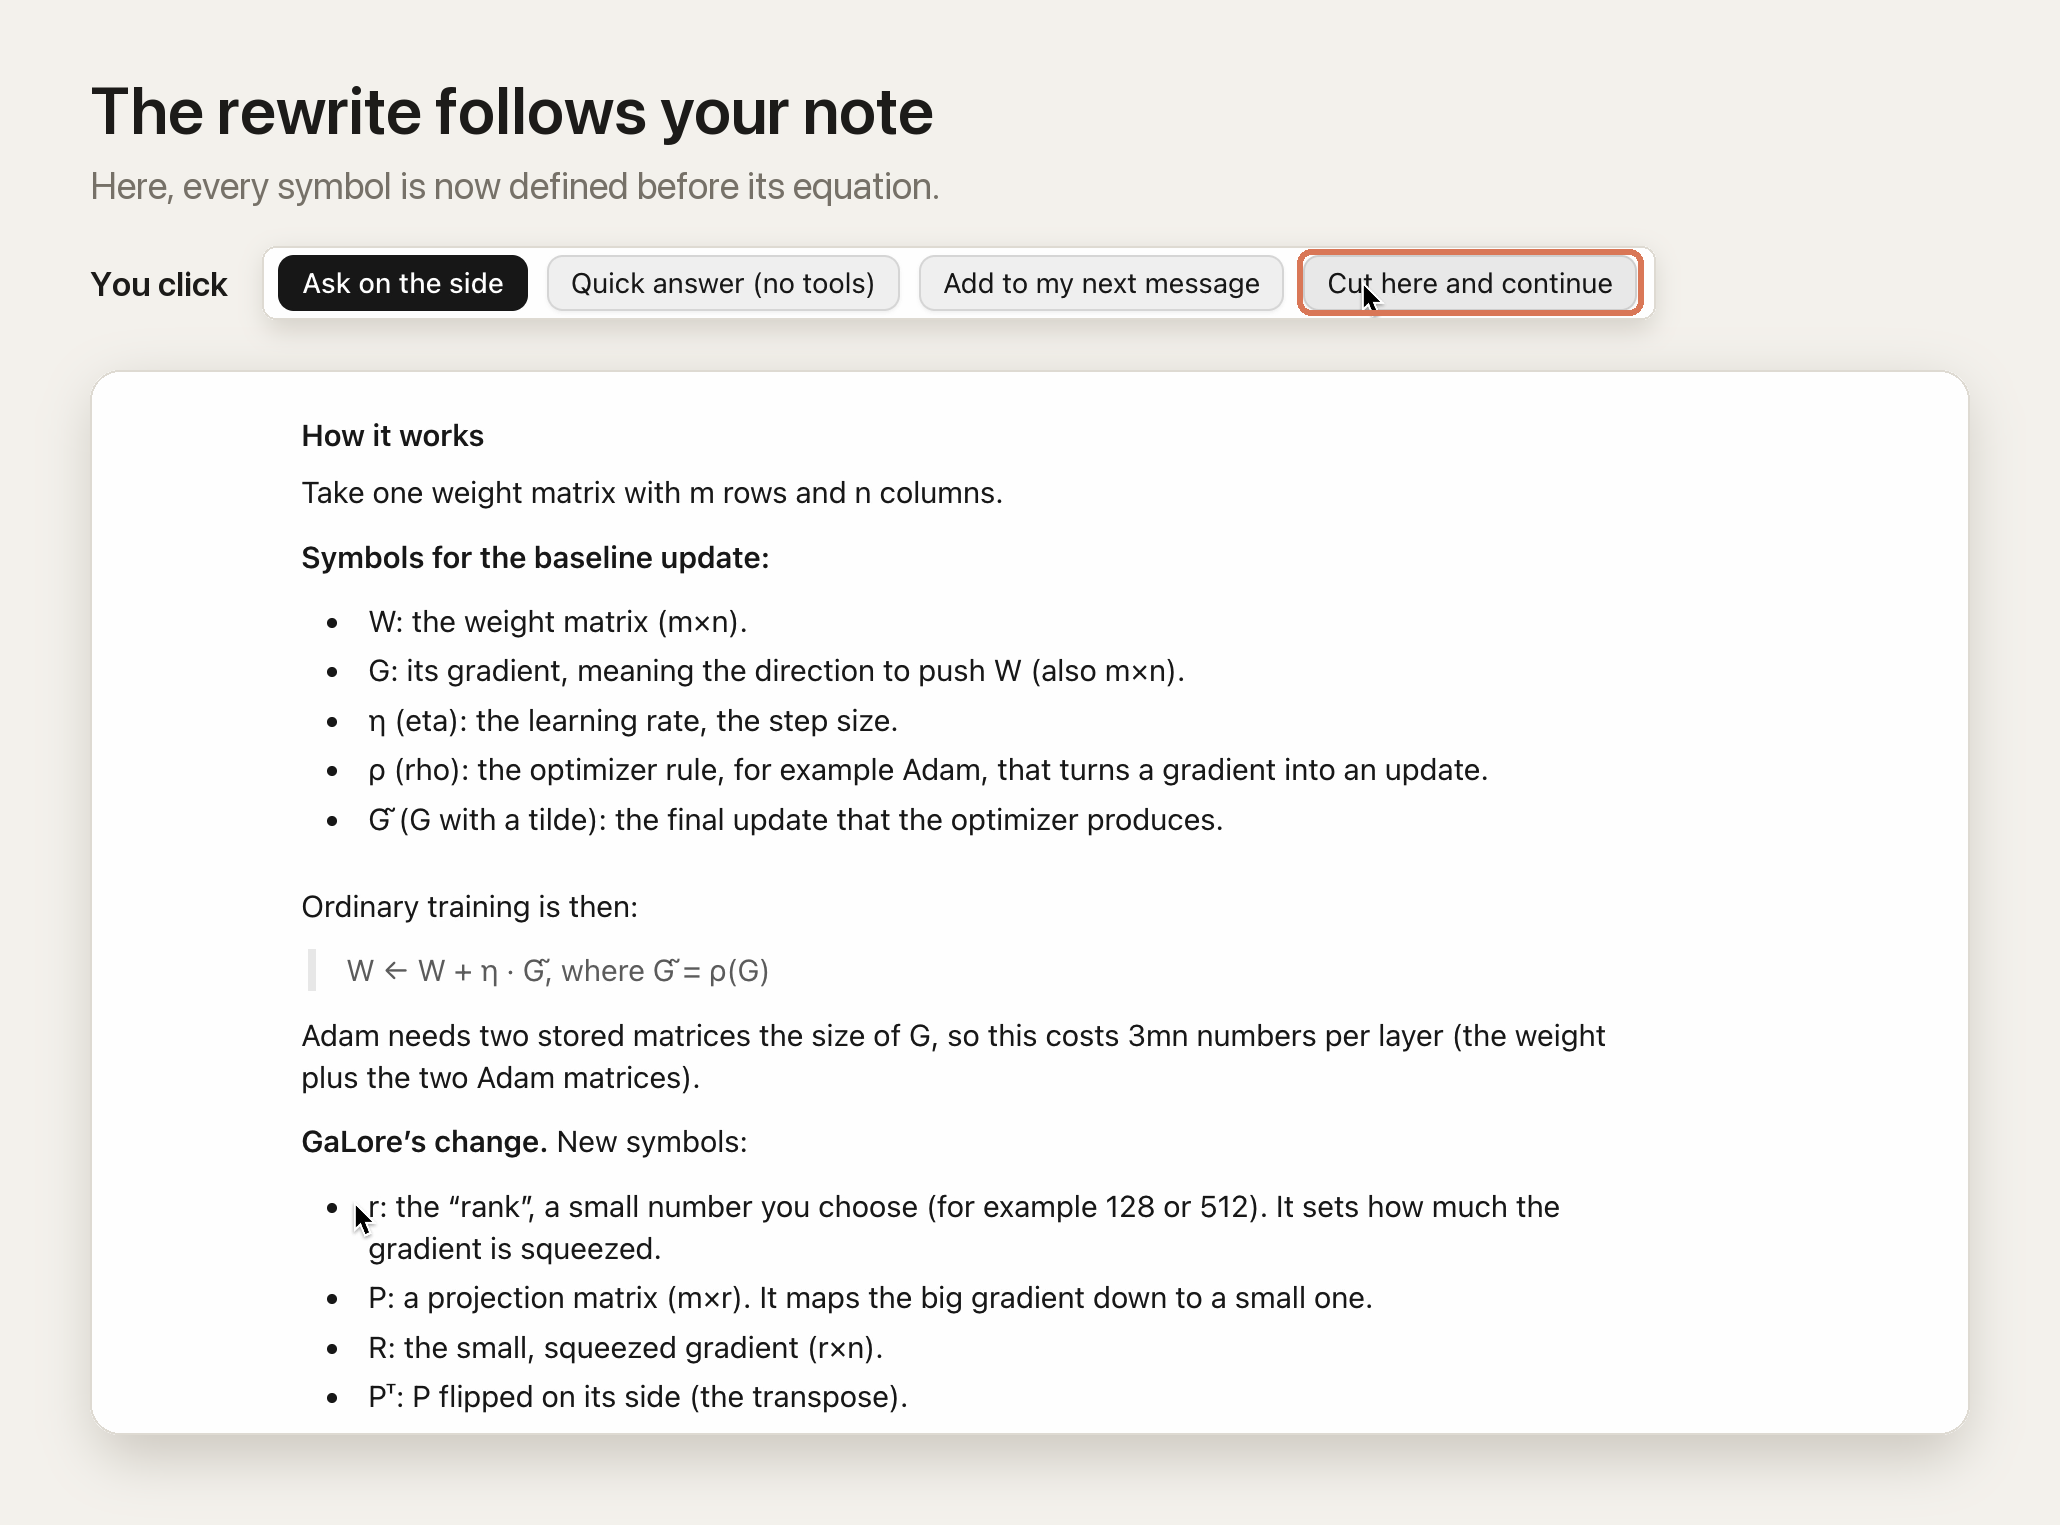 The rewrite follows your note
Here, every symbol is now defined before its equation.
You click
Ask on the side
Quick answer (no tools)
Add to my next message
Cut here and continue
How it works
Take one weight matrix with m rows and n columns.
Symbols for the baseline update:
• W: the weight matrix (m×n).
• G: its gradient, meaning the direction to push W (also m×n).
• η (eta): the learning rate, the step size.
• ρ (rho): the optimizer rule, for example Adam, that turns a gradient into an update.
• G̃ (G with a tilde): the final update that the optimizer produces.
Ordinary training is then:
W ← W + η · G̃, where G̃ = ρ(G)
Adam needs two stored matrices the size of G, so this costs 3mn numbers per layer (the weight
plus the two Adam matrices).
GaLore’s change. New symbols:
• r: the “rank”, a small number you choose (for example 128 or 512). It sets how much the
gradient is squeezed.
• P: a projection matrix (m×r). It maps the big gradient down to a small one.
• R: the small, squeezed gradient (r×n).
• Pᵀ: P flipped on its side (the transpose).